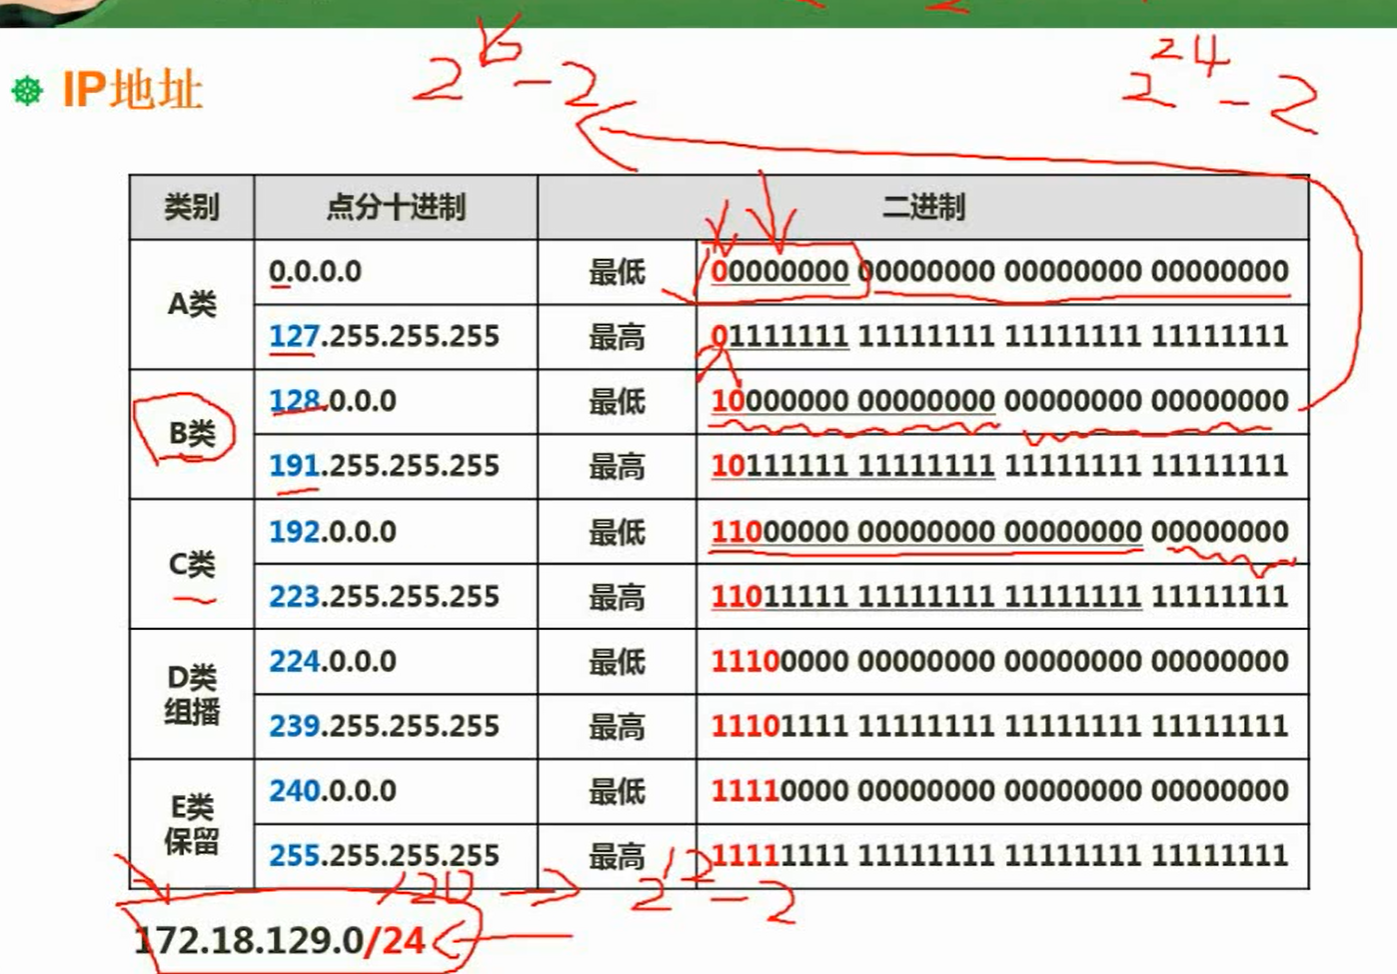 2^16-2
2^24-2
IP地址
类别 点分十进制 二进制
A类 0.0.0.0 最低 00000000 00000000 00000000 00000000
127.255.255.255 最高 01111111 11111111 11111111 11111111
B类 128.0.0.0 最低 10000000 00000000 00000000 00000000
191.255.255.255 最高 10111111 11111111 11111111 11111111
C类 192.0.0.0 最低 11000000 00000000 00000000 00000000
223.255.255.255 最高 11011111 11111111 11111111 11111111
D类 组播 224.0.0.0 最低 11100000 00000000 00000000 00000000
239.255.255.255 最高 11101111 11111111 11111111 11111111
E类 保留 240.0.0.0 最低 11110000 00000000 00000000 00000000
255.255.255.255 最高 11111111 11111111 11111111 11111111
/20 2^12-2
172.18.129.0/24